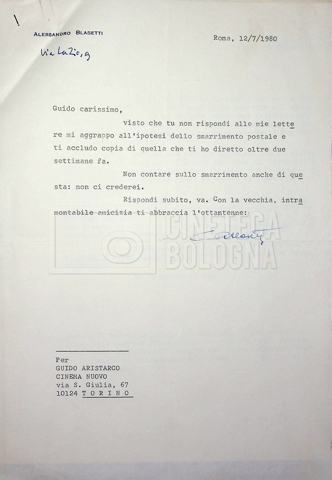 ALESSANDRO BLASETTI
Via Lazio, 9
Roma, 12/7/1980
Guido carissimo,
visto che tu non rispondi alle mie lette
re mi aggrappo all'ipotesi dello smarrimento postale e
ti accludo copia di quella che ti ho diretto oltre due
settimane fa.
Non contare sullo smarrimento anche di que
sta: non ci crederei.
Rispondi subito, va. Con la vecchia, intra
montabile amicizia ti abbraccia l'ottantenne:
CINETECA
BOLOGNA
Per
GUIDO ARISTARCO
CINEMA NUOVO
via S. Giulia, 67
10124 TORINO